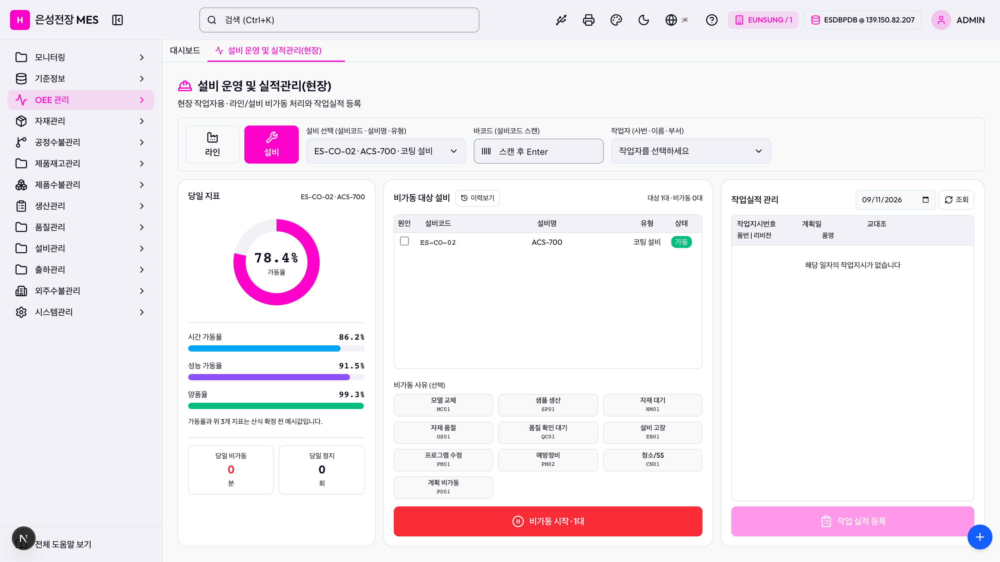 H 은성전장 MES
검색 (Ctrl+K)
EUNSUNG / 1
ESDBPDB @ 139.150.82.207
ADMIN
모니터링
기준정보
OEE 관리
자재관리
공정수불관리
제품재고관리
제품수불관리
생산관리
품질관리
설비관리
출하관리
외주수불관리
시스템관리
N
전체 도움말 보기
대시보드
설비 운영 및 실적관리(현장)
설비 운영 및 실적관리(현장)
현장 작업자용 · 라인/설비 비가동 처리와 작업실적 등록
라인
설비
설비 선택 (설비코드 · 설비명 · 유형)
ES-CO-02 · ACS-700 · 코팅 설비
바코드 (설비코드 스캔)
스캔 후 Enter
작업자 (사번 · 이름 · 부서)
작업자를 선택하세요
당일 지표
ES-CO-02 · ACS-700
78.4%
가동율
시간 가동율 86.2%
성능 가동율 91.5%
양품율 99.3%
가동율과 위 3개 지표는 산식 확정 전 예시값입니다.
당일 비가동
0
분
당일 정지
0
회
비가동 대상 설비
이력보기
대상 1대 · 비가동 0대
원인 설비코드 설비명 유형 상태
ES-CO-02 ACS-700 코팅 설비 가동
비가동 사유 (선택)
모델 교체
MC01
샘플 생산
SP01
자재 대기
WM01
자재 품절
OS01
품질 확인 대기
QC01
설비 고장
EB01
프로그램 수정
PM01
예방정비
PM02
청소/5S
CN01
계획 비가동
PD01
비가동 시작 · 1대
작업실적 관리
09/11/2026
조회
작업지시번호 계획일 교대조
품번 | 리비전 품명
해당 일자의 작업지시가 없습니다
작업 실적 등록